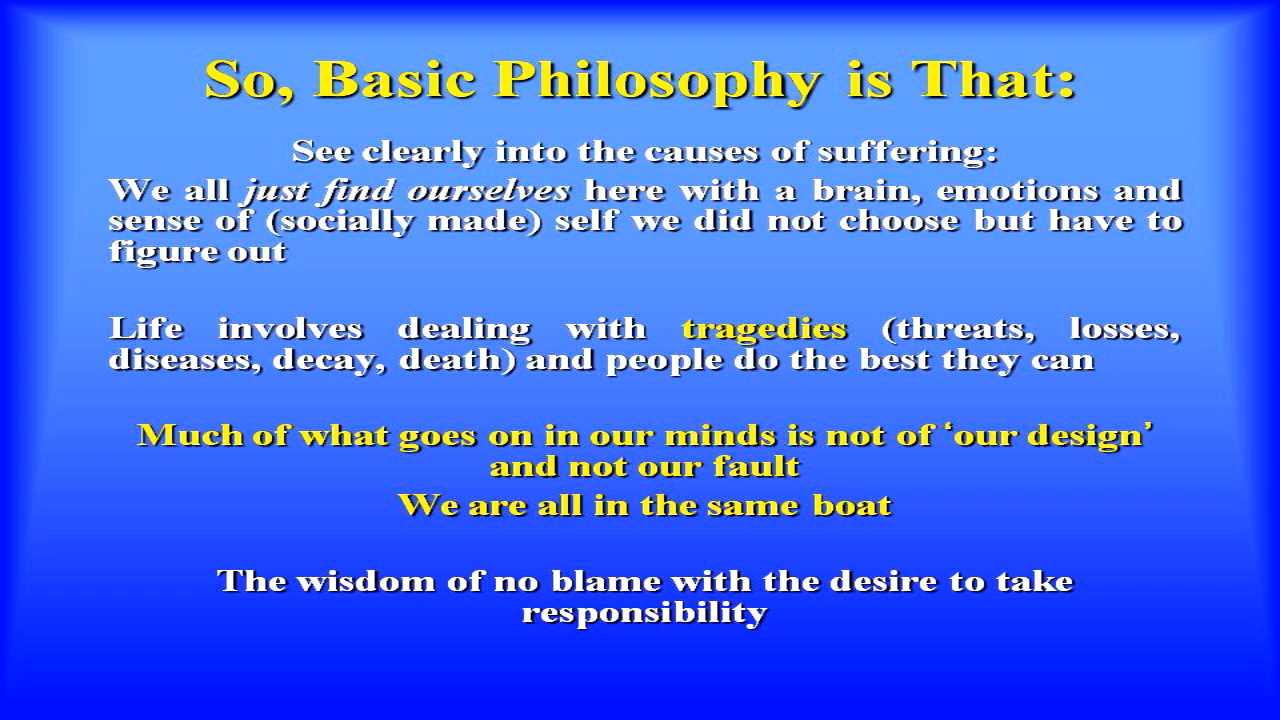 So, Basic Philosophy is That:
See clearly into the causes of suffering:
We all just find ourselves here with a brain, emotions and
sense of (socially made) self we did not choose but have to
figure out
Life involves dealing with tragedies (threats, losses,
diseases, decay, death) and people do the best they can
Much of what goes on in our minds is not of ‘our design’
and not our fault
We are all in the same boat
The wisdom of no blame with the desire to take
responsibility